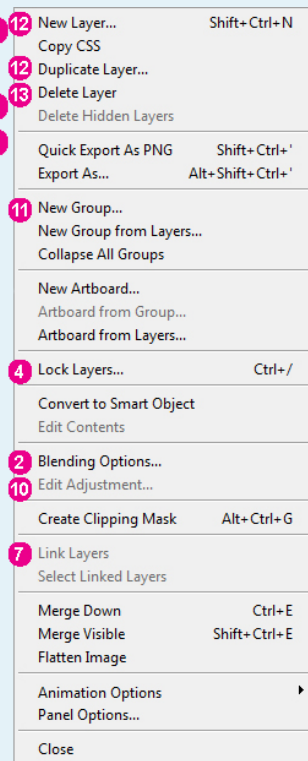 12 New Layer... Shift+Ctrl+N
Copy CSS
12 Duplicate Layer...
13 Delete Layer
Delete Hidden Layers
Quick Export As PNG Shift+Ctrl+'
Export As... Alt+Shift+Ctrl+'
11 New Group...
New Group from Layers...
Collapse All Groups
New Artboard...
Artboard from Group...
Artboard from Layers...
4 Lock Layers... Ctrl+/
Convert to Smart Object
Edit Contents
2 Blending Options...
10 Edit Adjustment...
Create Clipping Mask Alt+Ctrl+G
7 Link Layers
Select Linked Layers
Merge Down Ctrl+E
Merge Visible Shift+Ctrl+E
Flatten Image
Animation Options
Panel Options...
Close